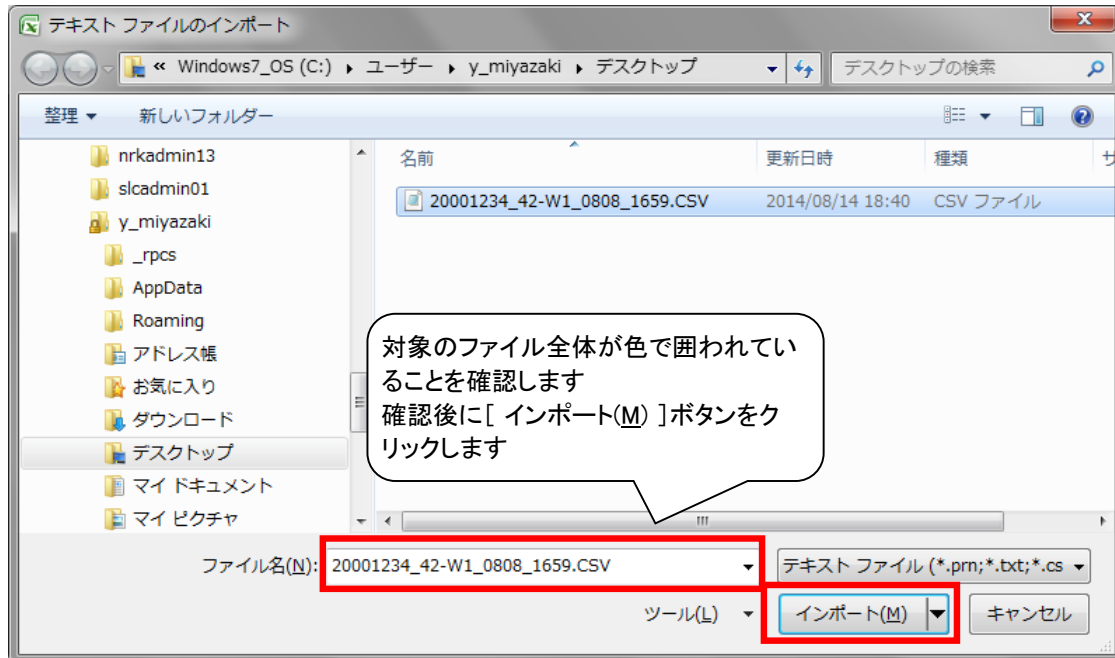 テキスト ファイルのインポート
« Windows7_OS (C:) ▸ ユーザー ▸ y_miyazaki ▸ デスクトップ
デスクトップの検索
整理 ▼ 新しいフォルダー
nrkadmin13
slcadmin01
y_miyazaki
_rpcs
AppData
Roaming
アドレス帳
お気に入り
ダウンロード
デスクトップ
マイ ドキュメント
マイ ピクチャ
名前 更新日時 種類 サ
20001234_42-W1_0808_1659.CSV 2014/08/14 18:40 CSV ファイル
対象のファイル全体が色で囲われてい
ることを確認します
確認後に[ インポート(M) ]ボタンをク
リックします
ファイル名(N): 20001234_42-W1_0808_1659.CSV テキスト ファイル (*.prn;*.txt;*.cs
ツール(L) インポート(M) キャンセル